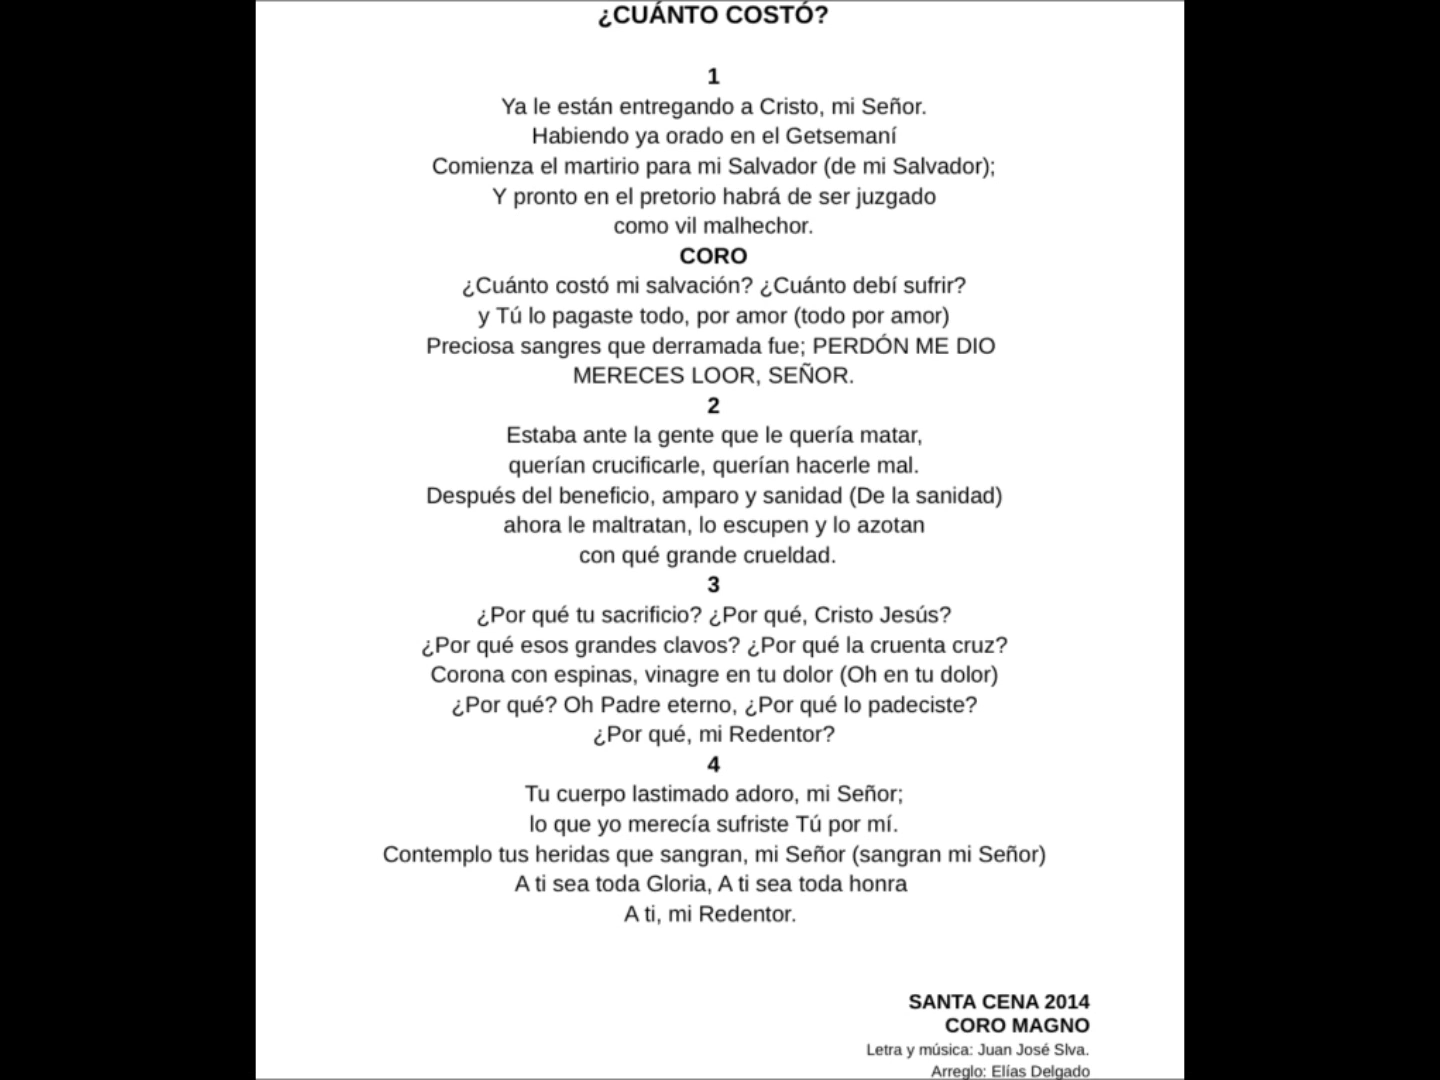 ¿CUÁNTO COSTÓ?
1
Ya le están entregando a Cristo, mi Señor.
Habiendo ya orado en el Getsemaní
Comienza el martirio para mi Salvador (de mi Salvador);
Y pronto en el pretorio habrá de ser juzgado
como vil malhechor.
CORO
¿Cuánto costó mi salvación? ¿Cuánto debí sufrir?
y Tú lo pagaste todo, por amor (todo por amor)
Preciosa sangres que derramada fue; PERDÓN ME DIO
MERECES LOOR, SEÑOR.
2
Estaba ante la gente que le quería matar,
querían crucificarle, querían hacerle mal.
Después del beneficio, amparo y sanidad (De la sanidad)
ahora le maltratan, lo escupen y lo azotan
con qué grande crueldad.
3
¿Por qué tu sacrificio? ¿Por qué, Cristo Jesús?
¿Por qué esos grandes clavos? ¿Por qué la cruenta cruz?
Corona con espinas, vinagre en tu dolor (Oh en tu dolor)
¿Por qué? Oh Padre eterno, ¿Por qué lo padeciste?
¿Por qué, mi Redentor?
4
Tu cuerpo lastimado adoro, mi Señor;
lo que yo merecía sufriste Tú por mí.
Contemplo tus heridas que sangran, mi Señor (sangran mi Señor)
A ti sea toda Gloria, A ti sea toda honra
A ti, mi Redentor.
SANTA CENA 2014
CORO MAGNO
Letra y música: Juan José Slva.
Arreglo: Elías Delgado